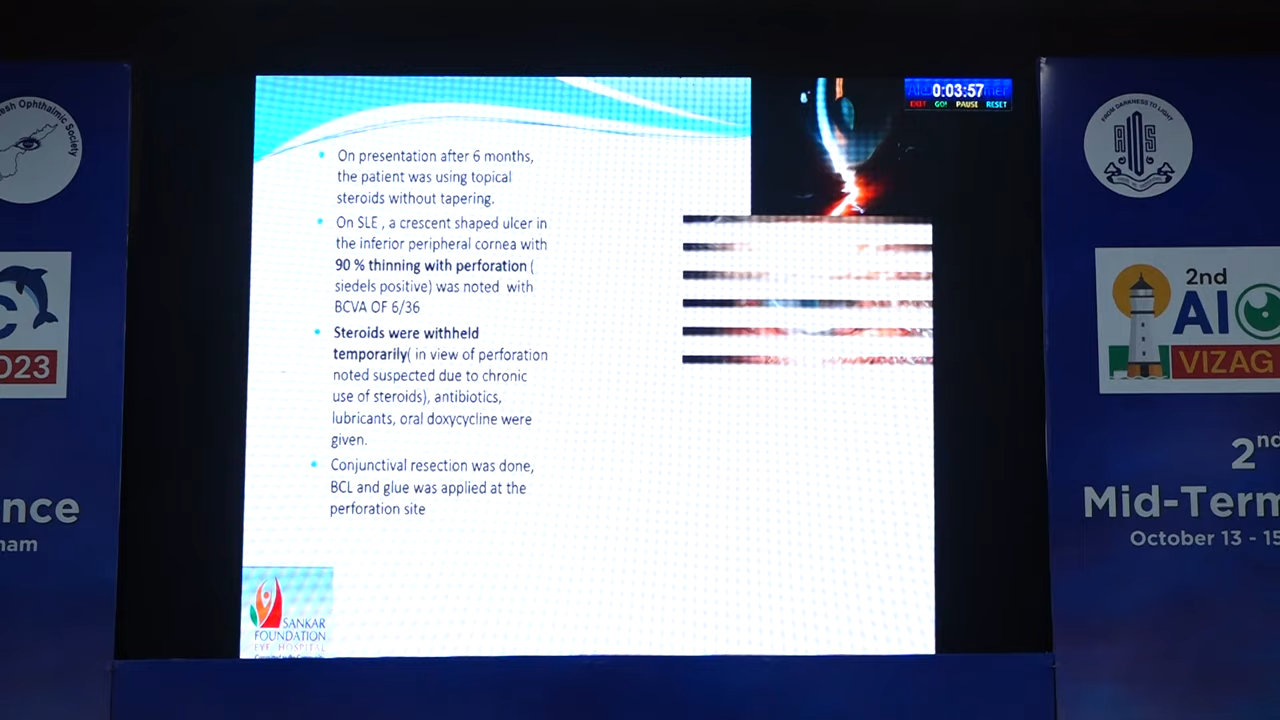 esh Ophthalmic Society
C
023
nce
nam
On presentation after 6 months,
the patient was using topical
steroids without tapering.
On SLE , a crescent shaped ulcer in
the inferior peripheral cornea with
90 % thinning with perforation (
siedels positive) was noted with
BCVA OF 6/36
Steroids were withheld
temporarily( in view of perforation
noted suspected due to chronic
use of steroids), antibiotics,
lubricants, oral doxycycline were
given.
Conjunctival resection was done,
BCL and glue was applied at the
perforation site
SANKAR
FOUNDATION
EYE HOSPITAL
0:03:57
EXIT GO! PAUSE RESET
FROM DARKNESS TO LIGHT
AIOS
2nd
AIO
VIZAG
2nd
Mid-Term
October 13 - 15